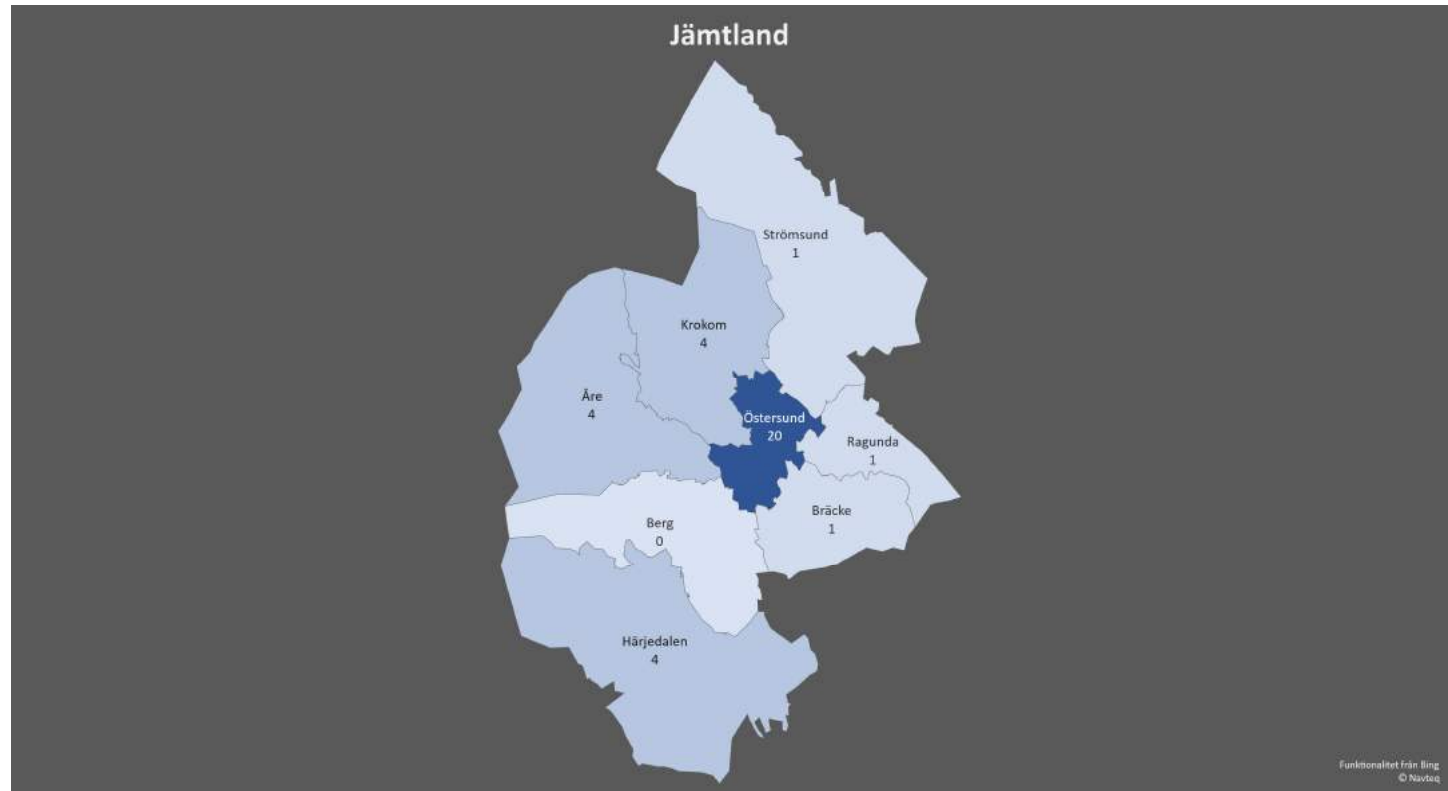 Jämtland
Strömsund
1
Krokom
4
Åre
4
Östersund
20
Ragunda
1
Bräcke
1
Berg
0
Härjedalen
4
Funktionalitet från Bing
© Navteq